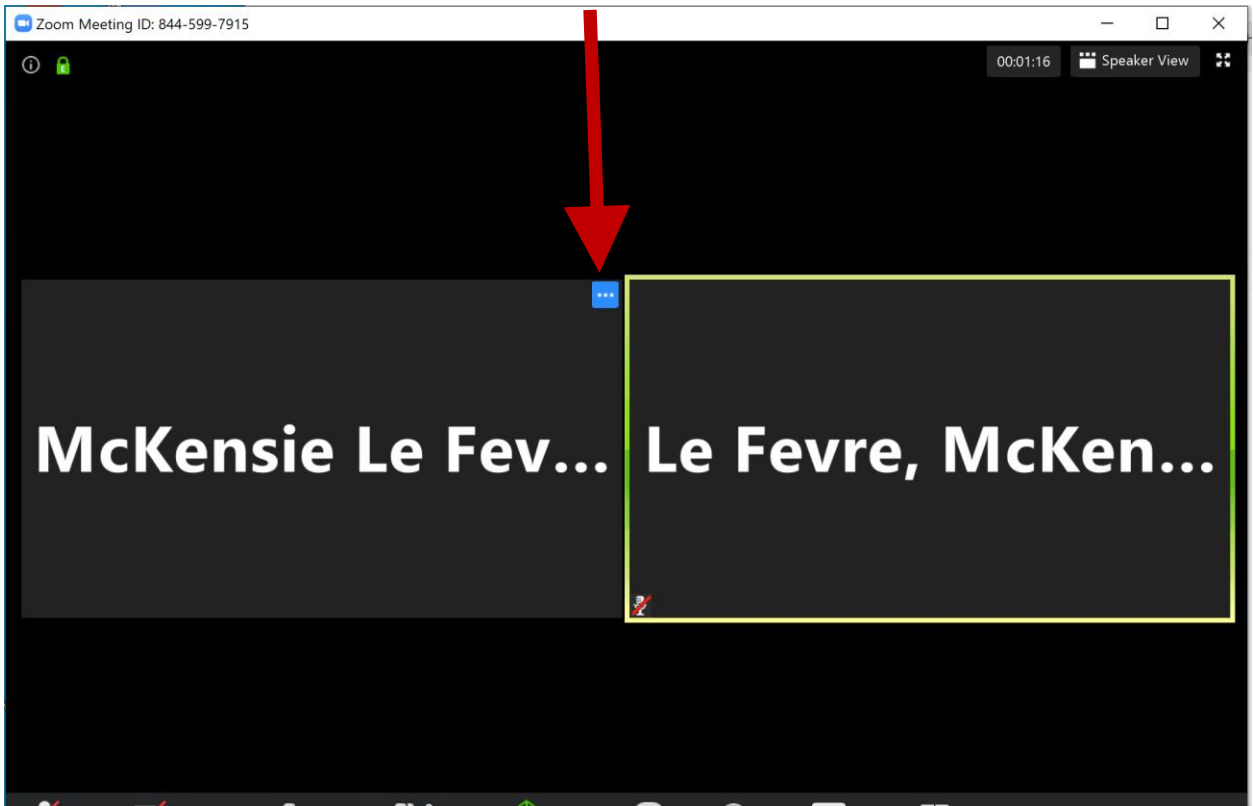 Zoom Meeting ID: 844-599-7915
00:01:16 Speaker View
McKensie Le Fev...
Le Fevre, McKen...